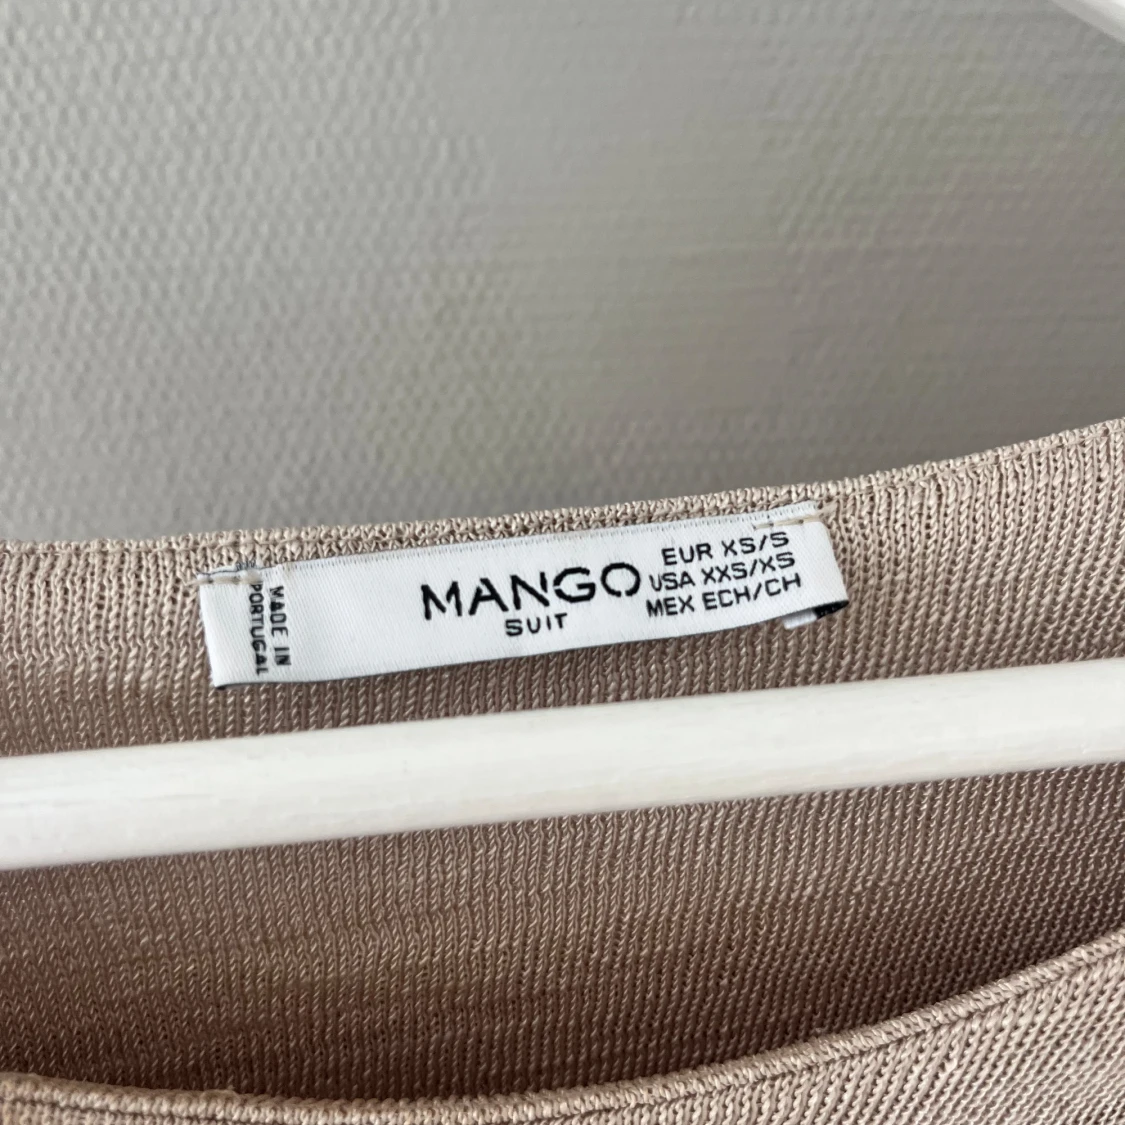 MADE IN
PORTUGAL
MANGO
SUIT
EUR XS/S
USA XXS/XS
MEX ECH/CH